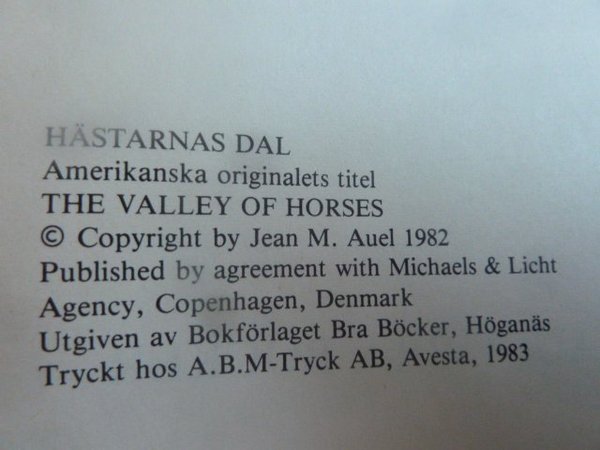 HÄSTARNAS DAL
Amerikanska originalets titel
THE VALLEY OF HORSES
© Copyright by Jean M. Auel 1982
Published by agreement with Michaels & Licht
Agency, Copenhagen, Denmark
Utgiven av Bokförlaget Bra Böcker, Höganäs
Tryckt hos A.B.M-Tryck AB, Avesta, 1983